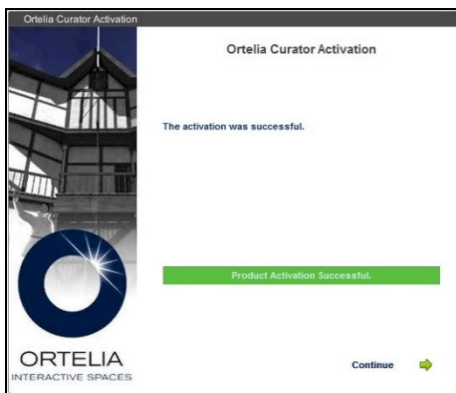 Ortelia Curator Activation
Ortelia Curator Activation
The activation was successful.
Product Activation Successful.
ORTELIA
INTERACTIVE SPACES
Continue